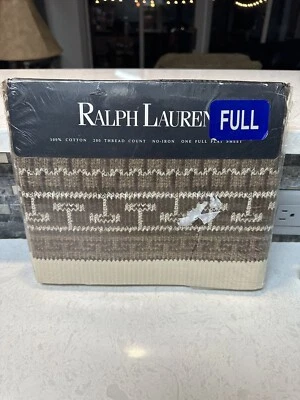 RALPH LAUREN
FULL
100% COTTON 200 THREAD COUNT NO-IRON ONE FULL FLAT SHEET